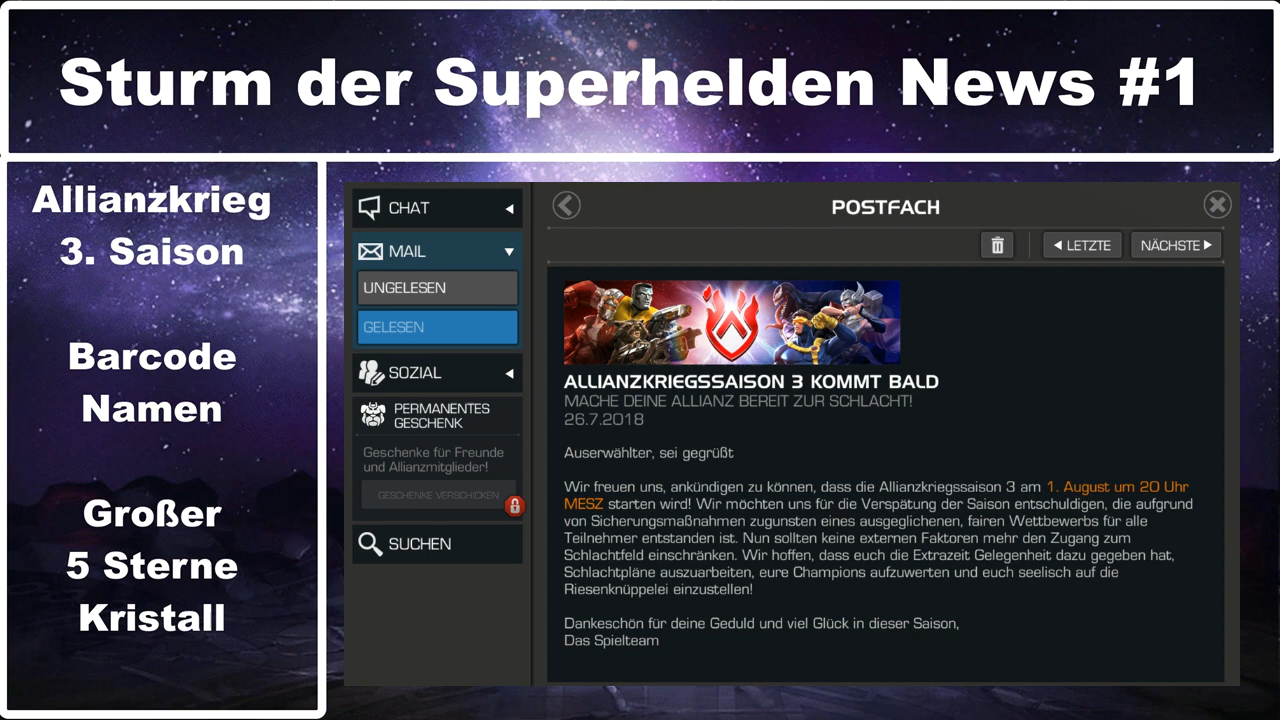 Sturm der Superhelden News #1
Allianzkrieg
3. Saison
Barcode
Namen
Großer
5 Sterne
Kristall
CHAT
MAIL
UNGELESEN
GELESEN
SOZIAL
PERMANENTES
GESCHENK
Geschenke für Freunde
und Allianzmitglieder!
GESCHENKE VERSCHICKEN
SUCHEN
POSTFACH
LETZTE
NÄCHSTE
ALLIANZKRIEGSSAISON 3 KOMMT BALD
MACHE DEINE ALLIANZ BEREIT ZUR SCHLACHT!
26.7.2018
Auserwählter, sei gegrüßt
Wir freuen uns, ankündigen zu können, dass die Allianzkriegssaison 3 am 1. August um 20 Uhr
MESZ starten wird! Wir möchten uns für die Verspätung der Saison entschuldigen, die aufgrund
von Sicherungsmaßnahmen zugunsten eines ausgeglichenen, fairen Wettbewerbs für alle
Teilnehmer entstanden ist. Nun sollten keine externen Faktoren mehr den Zugang zum
Schlachtfeld einschränken. Wir hoffen, dass euch die Extrazeit Gelegenheit dazu gegeben hat,
Schlachtpläne auszuarbeiten, eure Champions aufzuwerten und euch seelisch auf die
Riesenknüppelei einzustellen!
Dankeschön für deine Geduld und viel Glück in dieser Saison,
Das Spielteam